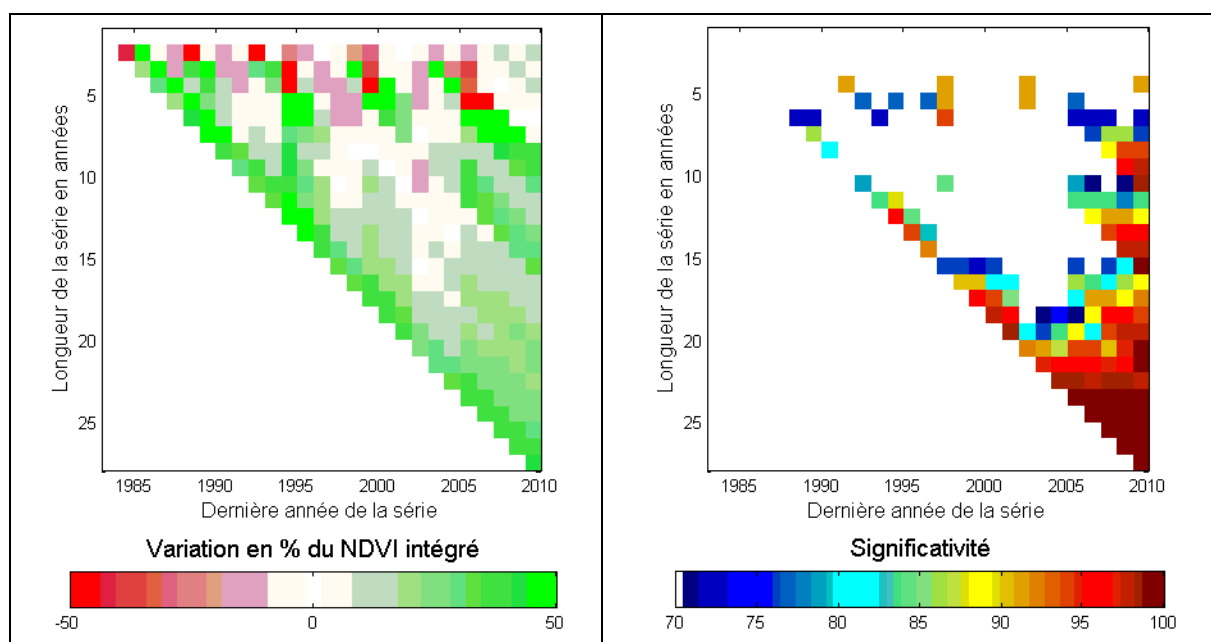 Longueur de la série en années
5
10
15
20
25
1985 1990 1995 2000 2005 2010
Dernière année de la série
Variation en % du NDVI intégré
-50 0 50
Longueur de la série en années
5
10
15
20
25
1985 1990 1995 2000 2005 2010
Dernière année de la série
Significativité
70 75 80 85 90 95 100